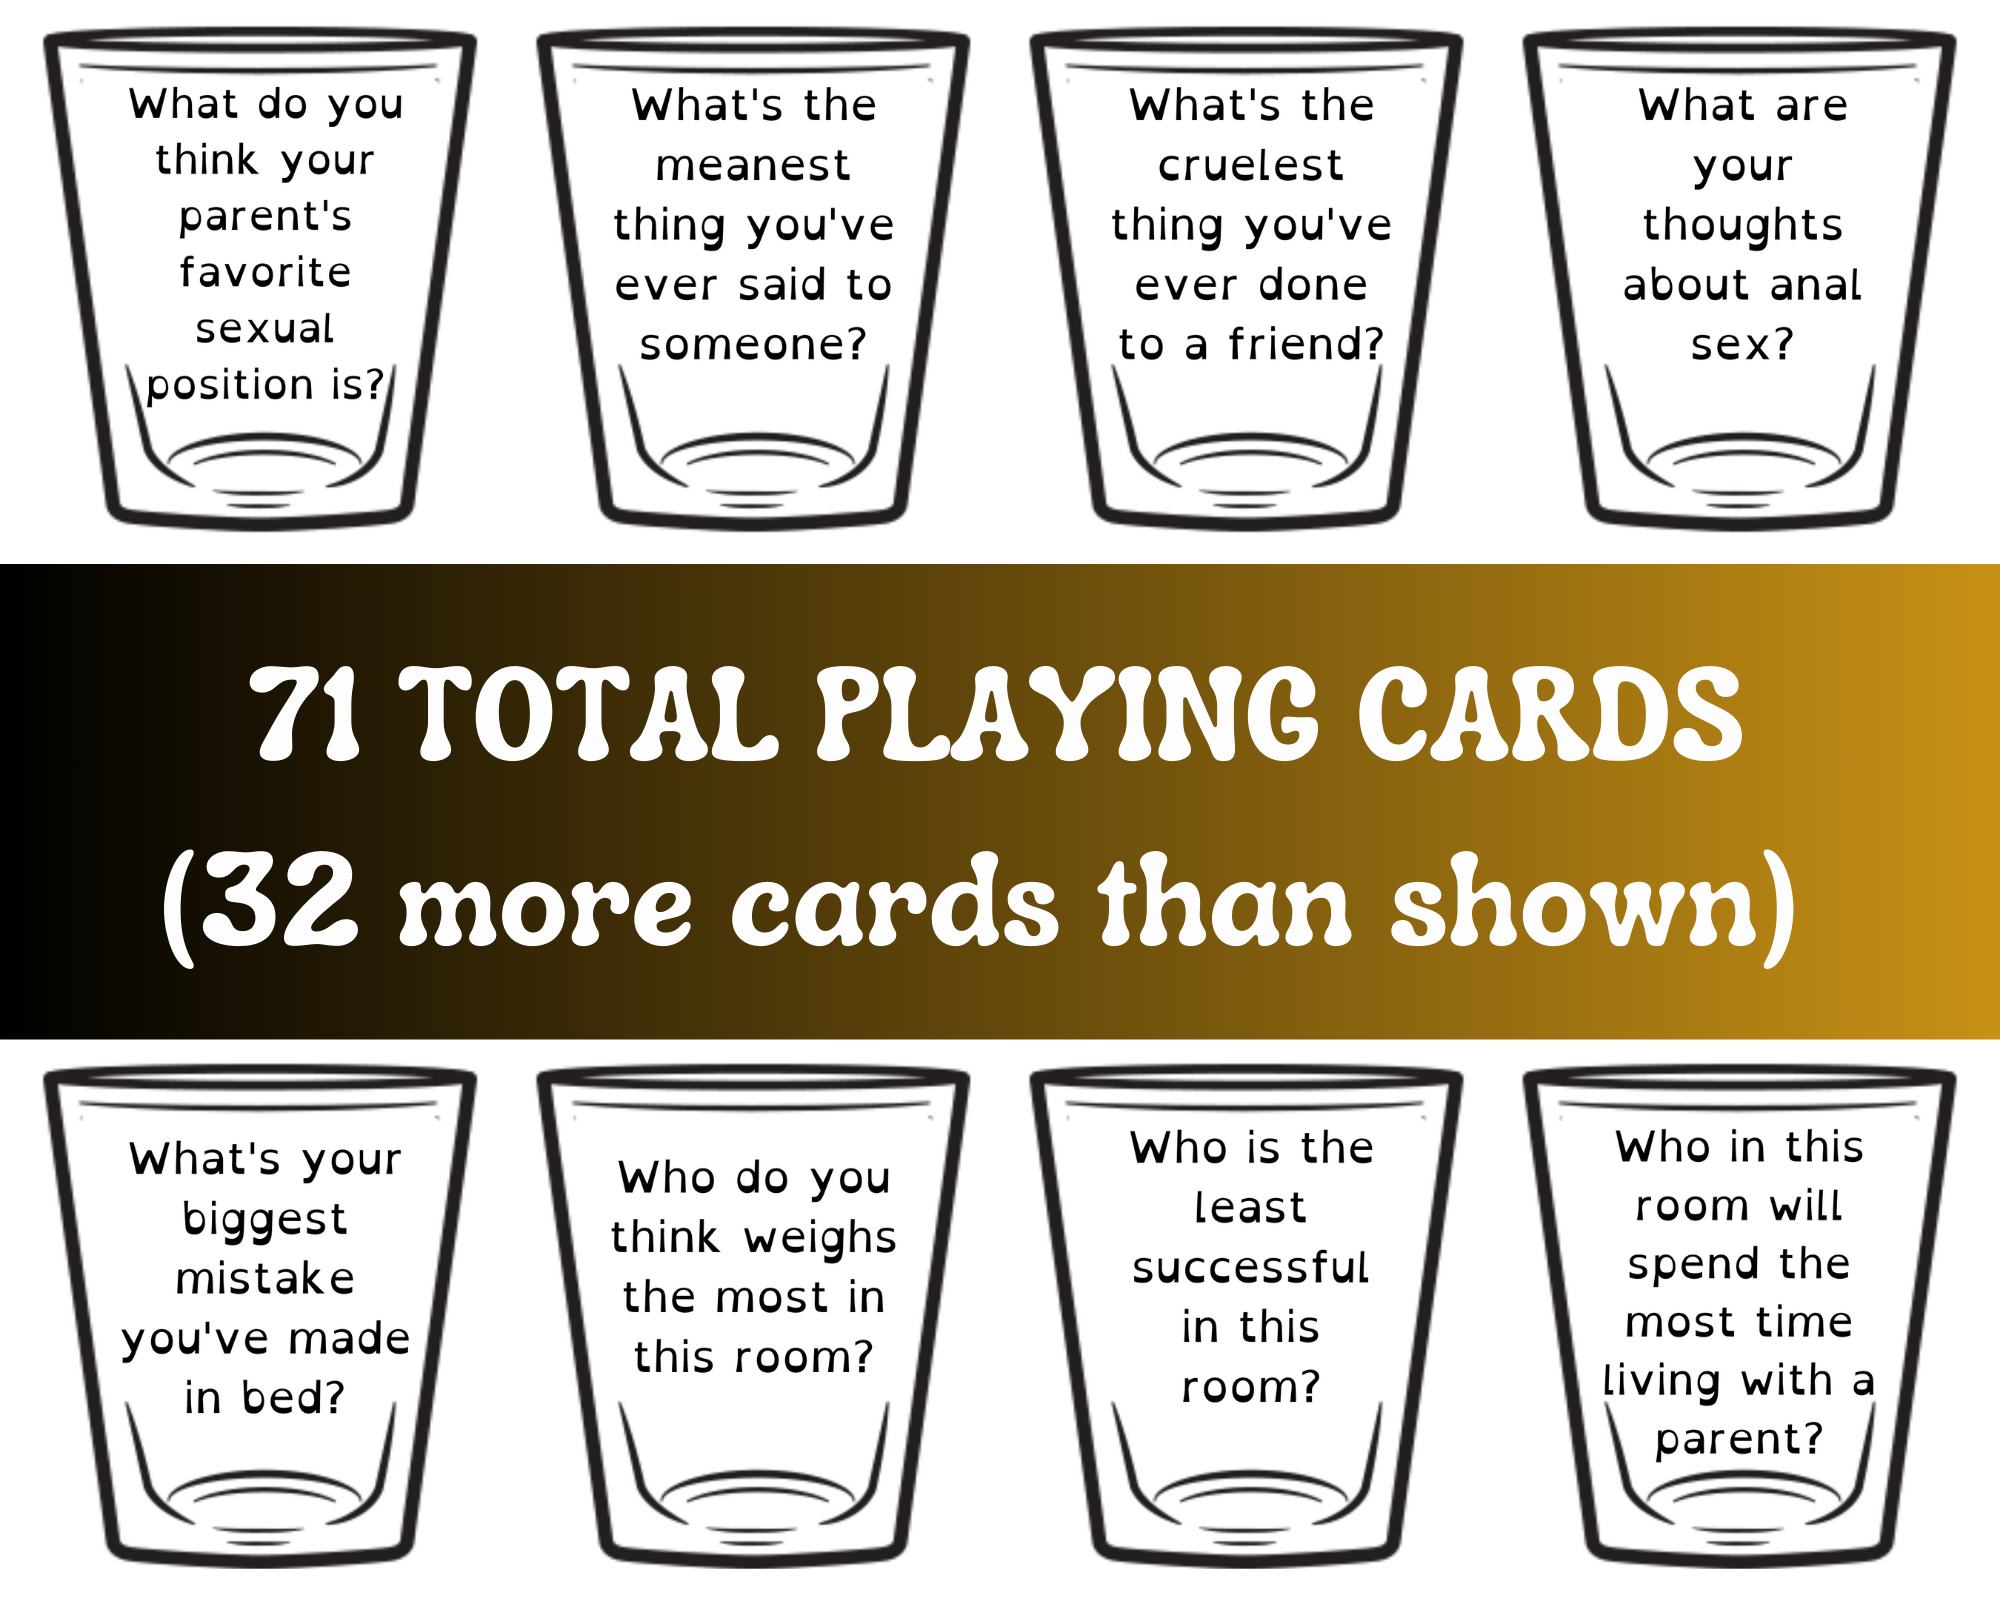 What do you
think your
parent's
favorite
sexual
position is?
What's the
meanest
thing you've
ever said to
someone?
What's the
cruelest
thing you've
ever done
to a friend?
What are
your
thoughts
about anal
sex?
71 TOTAL PLAYING CARDS
(32 more cards than shown)
What's your
biggest
mistake
you've made
in bed?
Who do you
think weighs
the most in
this room?
Who is the
least
successful
in this
room?
Who in this
room will
spend the
most time
living with a
parent?